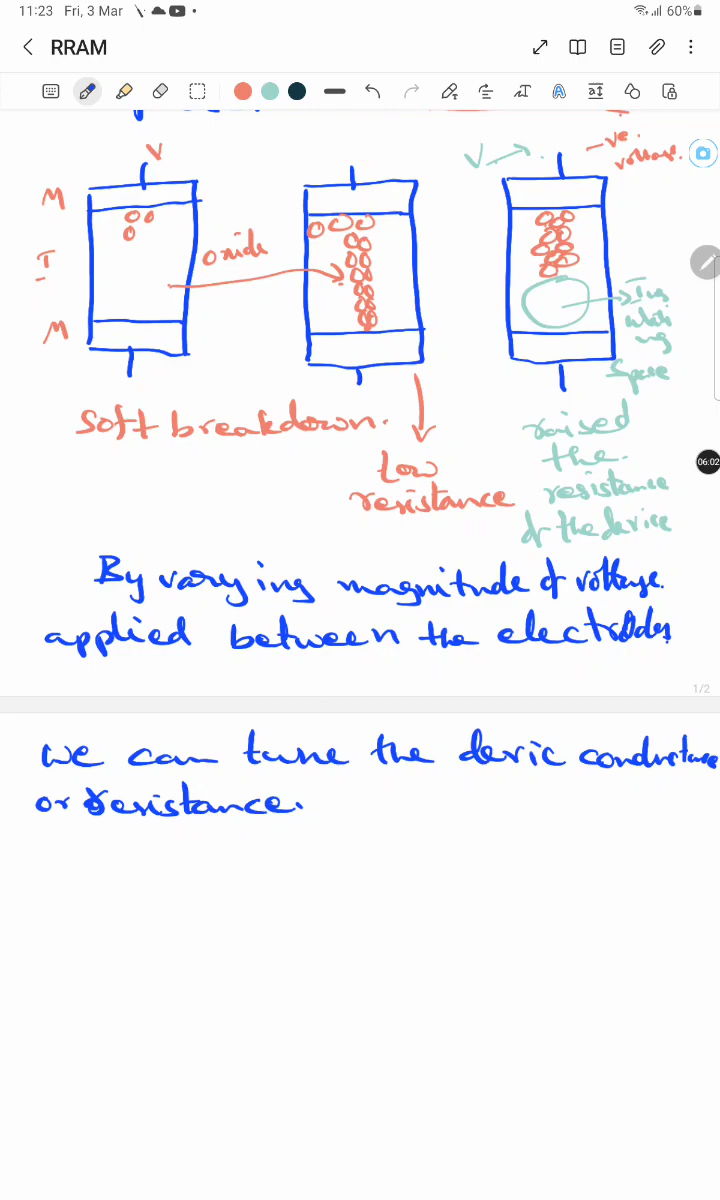 11:23 Fri, 3 Mar
60%
RRAM
V
V
-ve.
voltage.
M
I
M
oxide
Insulating
Space
06:02
Soft breakdown.
Low
resistance
raised
the
resistance
of the device
By varying magnitude of voltage
applied between the electrodes
1/2
we can tune the devic conductance
or resistance.